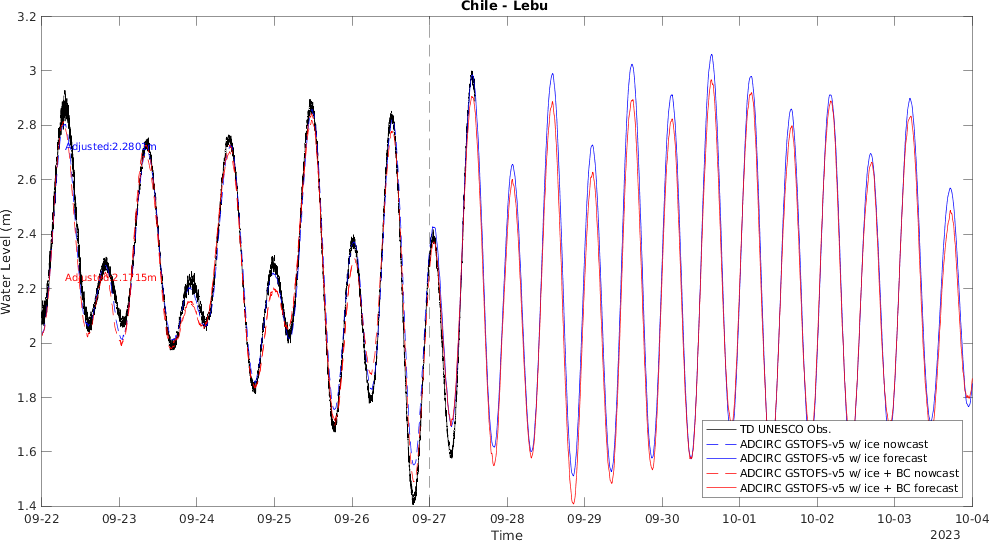 Chile - Lebu
3.2
3
2.8
2.6
2.4
2.2
2
1.8
1.6
1.4
Water Level (m)
Adjusted:2.2802m
Adjusted:2.1715m
TD UNESCO Obs.
ADCIRC GSTOFS-v5 w/ ice nowcast
ADCIRC GSTOFS-v5 w/ ice forecast
ADCIRC GSTOFS-v5 w/ ice + BC nowcast
ADCIRC GSTOFS-v5 w/ ice + BC forecast
09-22 09-23 09-24 09-25 09-26 09-27 09-28 09-29 09-30 10-01 10-02 10-03 10-04
Time
2023